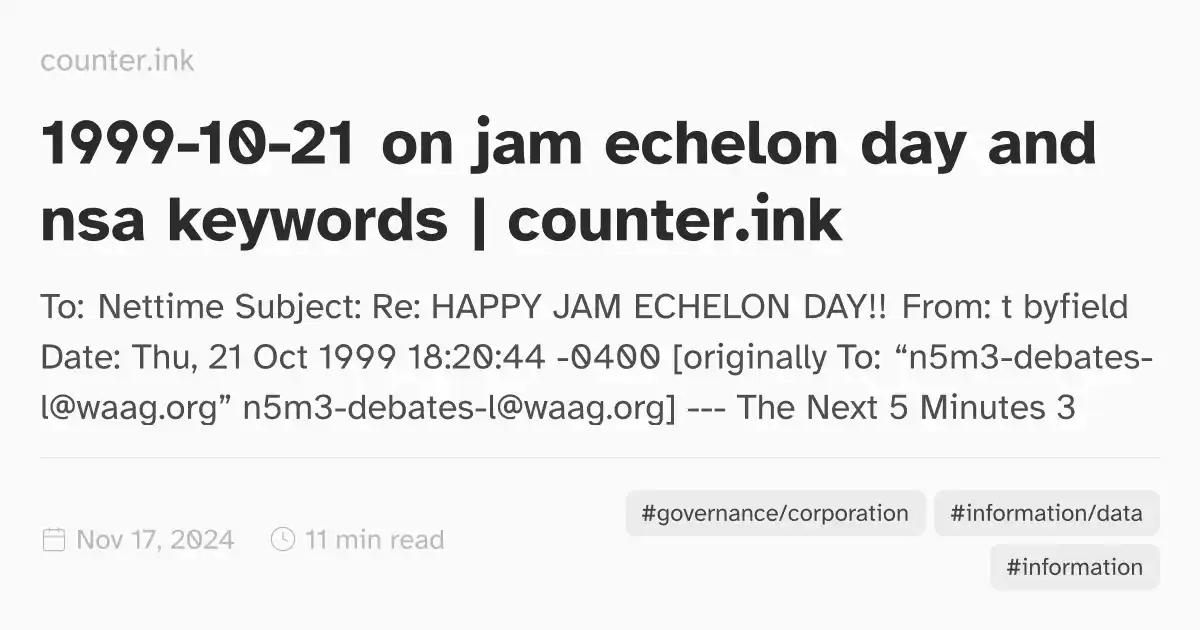 counter.ink
1999-10-21 on jam echelon day and
nsa keywords | counter.ink
To: Nettime Subject: Re: HAPPY JAM ECHELON DAY!! From: t byfield
Date: Thu, 21 Oct 1999 18:20:44 -0400 [originally To: “n5m3-debates-
l@waag.org” n5m3-debates-l@waag.org] --- The Next 5 Minutes 3
Nov 17, 2024 11 min read
#governance/corporation #information/data
#information